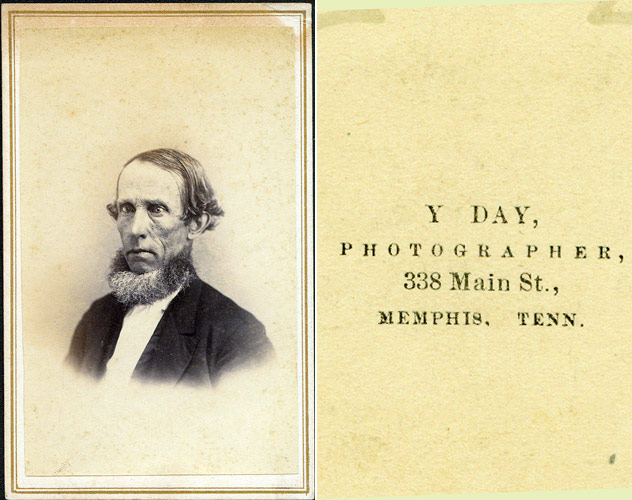 Y DAY,
PHOTOGRAPHER,
338 Main St.,
MEMPHIS, TENN.